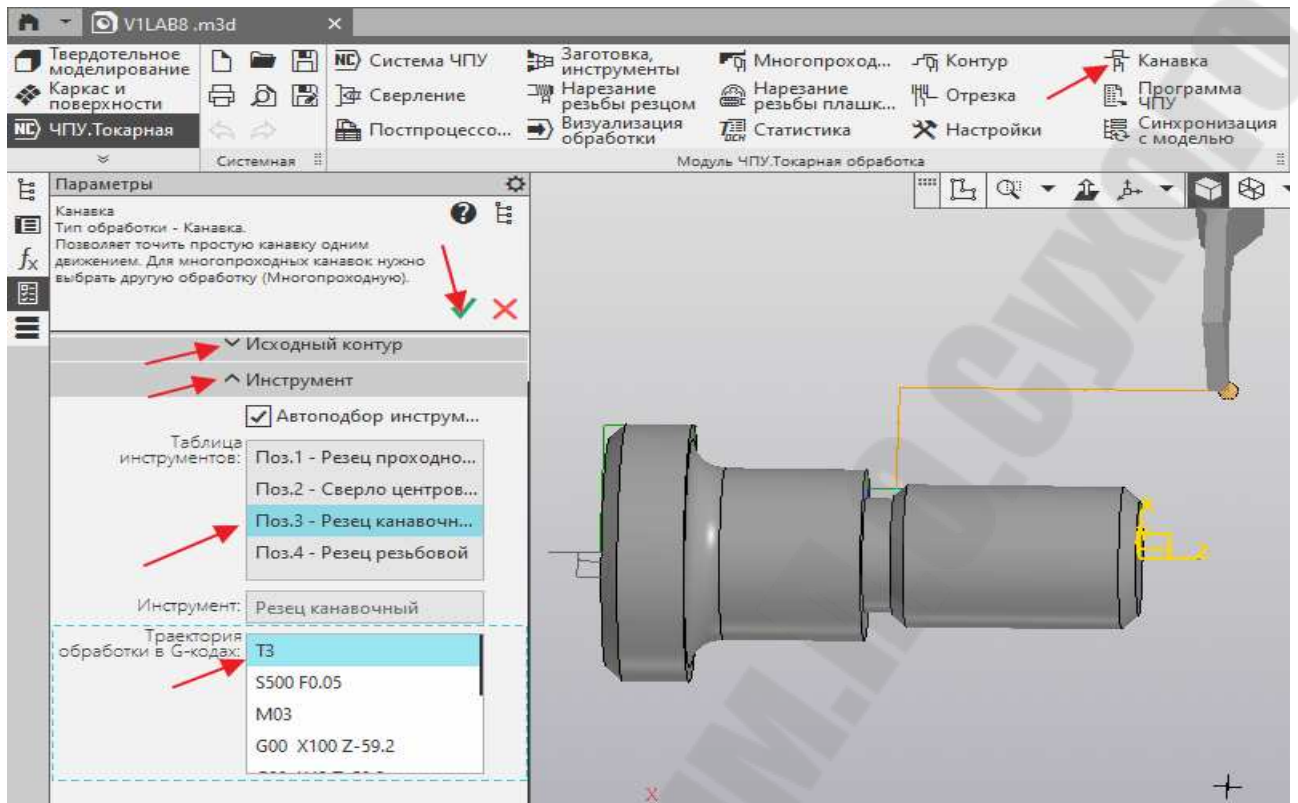 V1LAB8 .m3d
Твердотельное моделирование
Каркас и поверхности
NC ЧПУ.Токарная
Системная
NC Система ЧПУ
Сверление
Постпроцессо...
Заготовка, инструменты
Нарезание резьбы резцом
Визуализация обработки
Многопроход...
Нарезание резьбы плашк...
Статистика
Контур
Отрезка
Настройки
Канавка
Программа ЧПУ
Синхронизация с моделью
Модуль ЧПУ.Токарная обработка
Параметры
Канавка
Тип обработки - Канавка.
Позволяет точить простую канавку одним
движением. Для многопроходных канавок нужно
выбрать другую обработку (Многопроходную).
Исходный контур
Инструмент
Автоподбор инструм...
Таблица инструментов:
Поз.1 - Резец проходно...
Поз.2 - Сверло центров...
Поз.3 - Резец канавочн...
Поз.4 - Резец резьбовой
Инструмент: Резец канавочный
Траектория обработки в G-кодах:
T3
S500 F0.05
M03
G00 X100 Z-59.2
X